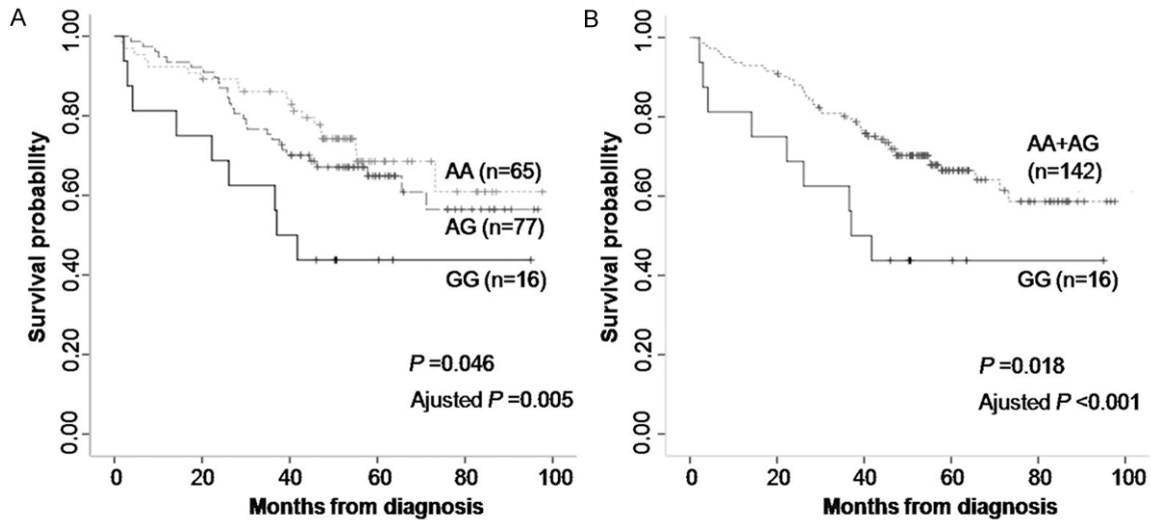 A
Survival probability
1.00
0.80
0.60
0.40
0.20
0.00
AA (n=65)
AG (n=77)
GG (n=16)
P =0.046
Ajusted P =0.005
0 20 40 60 80 100
Months from diagnosis
B
Survival probability
1.00
0.80
0.60
0.40
0.20
0.00
AA+AG
(n=142)
GG (n=16)
P =0.018
Ajusted P <0.001
0 20 40 60 80 100
Months from diagnosis